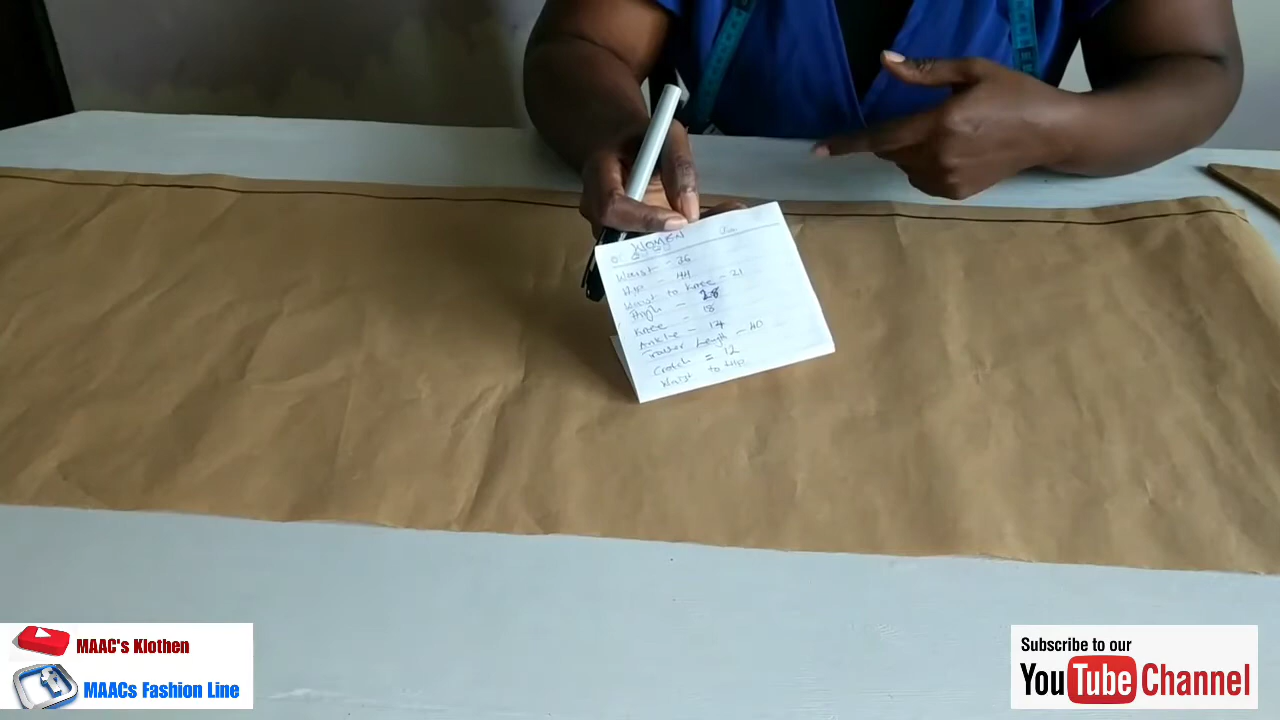 WOMEN
Waist - 36
Hip - 44
Waist to Knee - 21
Thigh - 28
Knee - 18
Ankle - 17
Trouser Length - 40
Crotch = 12
Waist to Hip
MAAC's Klothen
MAACs Fashion Line
Subscribe to our
YouTube Channel